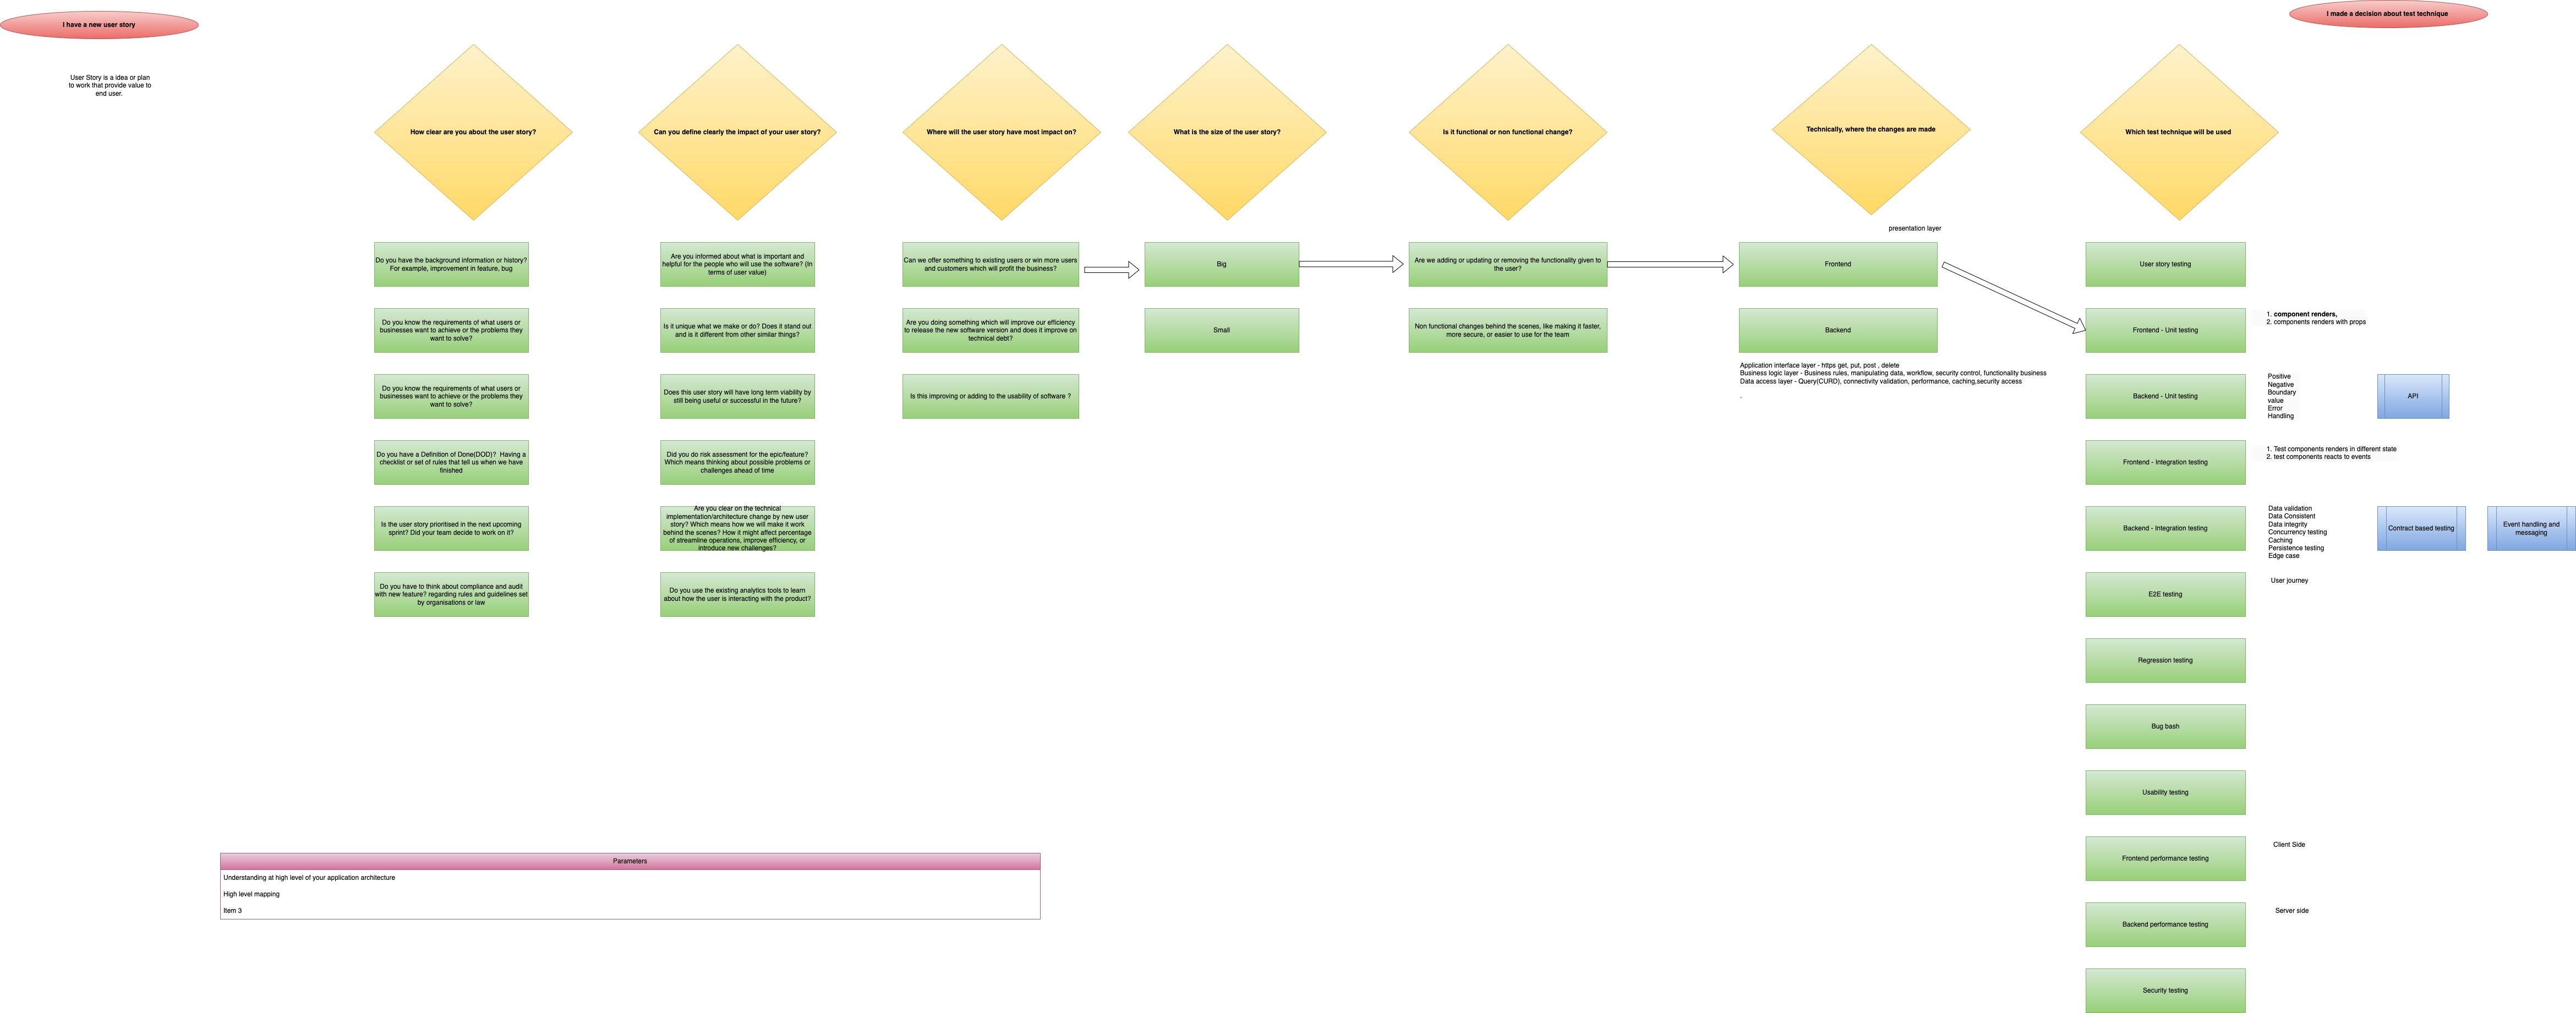 I have a new user story
I made a decision about test technique
User Story is a idea or plan
to work that provide value to
end user.
How clear are you about the user story?
Can you define clearly the impact of your user story?
Where will the user story have most impact on?
What is the size of the user story?
Is it functional or non functional change?
Technically, where the changes are made
Which test technique will be used
Do you have the background information or history?
For example, improvement in feature, bug
Do you know the requirements of what users or
businesses want to achieve or the problems they
want to solve?
Do you know the requirements of what users or
businesses want to achieve or the problems they
want to solve?
Do you have a Definition of Done(DOD)?  Having a
checklist or set of rules that tell us when we have
finished
Is the user story prioritised in the next upcoming
sprint? Did your team decide to work on it?
Do you have to think about compliance and audit
with new feature? regarding rules and guidelines set
by organisations or law
Are you informed about what is important and
helpful for the people who will use the software? (In
terms of user value)
Is it unique what we make or do? Does it stand out
and is it different from other similar things?
Does this user story will have long term viability by
still being useful or successful in the future?
Did you do risk assessment for the epic/feature?
Which means thinking about possible problems or
challenges ahead of time
Are you clear on the technical
implementation/architecture change by new user
story? Which means how we will make it work
behind the scenes? How it might affect percentage
of streamline operations, improve efficiency, or
introduce new challenges?
Do you use the existing analytics tools to learn
about how the user is interacting with the product?
Can we offer something to existing users or win more users
and customers which will profit the business?
Are you doing something which will improve our efficiency
to release the new software version and does it improve on
technical debt?
Is this improving or adding to the usability of software ?
Big
Small
Are we adding or updating or removing the functionality given to
the user?
Non functional changes behind the scenes, like making it faster,
more secure, or easier to use for the team
presentation layer
Frontend
Backend
Application interface layer - https get, put, post , delete
Business logic layer - Business rules, manipulating data, workflow, security control, functionality business
Data access layer - Query(CURD), connectivity validation, performance, caching,security access
.
User story testing
Frontend - Unit testing
1. component renders,
2. components renders with props
Backend - Unit testing
Positive
Negative
Boundary
value
Error
Handling
API
Frontend - Integration testing
1. Test components renders in different state
2. test components reacts to events
Backend - Integration testing
Data validation
Data Consistent
Data integrity
Concurrency testing
Caching
Persistence testing
Edge case
Contract based testing
Event handling and
messaging
E2E testing
User journey
Regression testing
Bug bash
Usability testing
Frontend performance testing
Client Side
Backend performance testing
Server side
Security testing
Parameters
Understanding at high level of your application architecture
High level mapping
Item 3